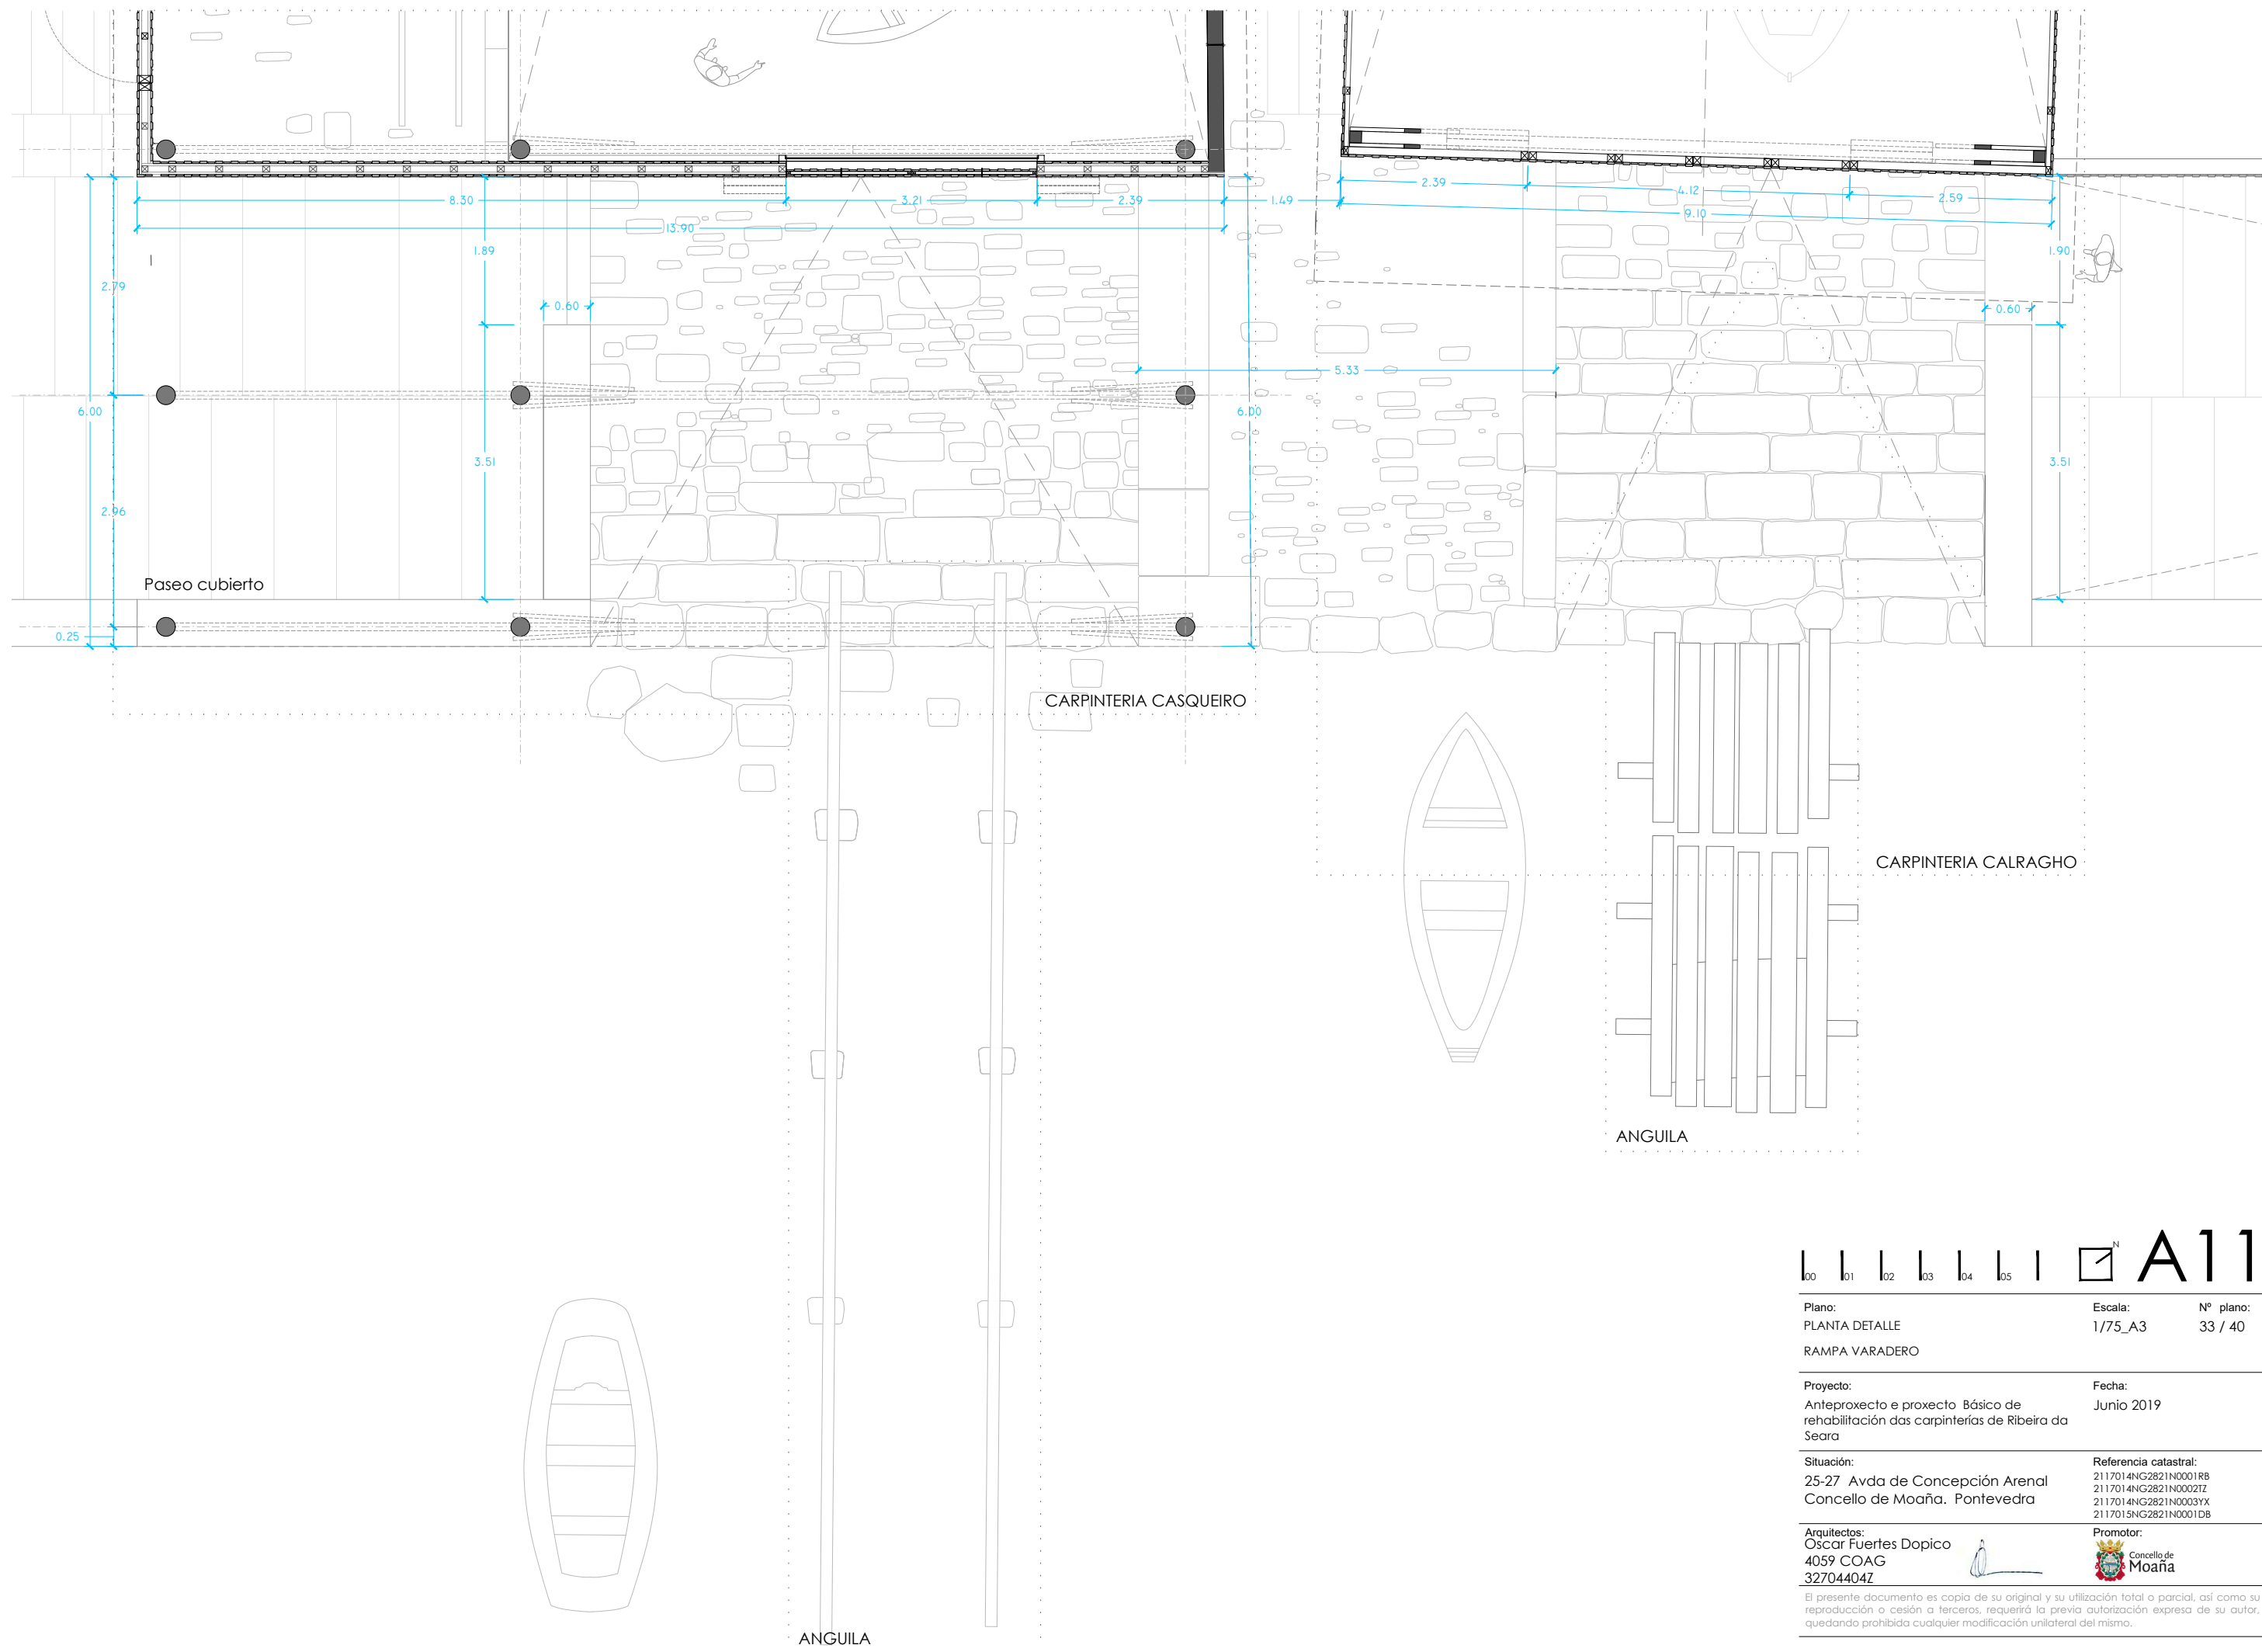 8.30
3.21
2.39
1.49
13.90
2.39
4.12
2.59
9.10
1.89
1.90
2.79
0.60
0.60
5.33
6.00
6.00
3.51
3.51
2.96
Paseo cubierto
0.25
CARPINTERIA CASQUEIRO
CARPINTERIA CALRAGHO
ANGUILA
ANGUILA
00 01 02 03 04 05 N A11
Plano:
PLANTA DETALLE
RAMPA VARADERO
Escala:
1/75_A3
Nº plano:
33 / 40
Proyecto:
Anteproxecto e proxecto Básico de
rehabilitación das carpinterías de Ribeira da
Seara
Fecha:
Junio 2019
Situación:
25-27 Avda de Concepción Arenal
Concello de Moaña. Pontevedra
Referencia catastral:
2117014NG2821N0001RB
2117014NG2821N0002TZ
2117014NG2821N0003YX
2117015NG2821N0001DB
Arquitectos:
Oscar Fuertes Dopico
4059 COAG
32704404Z
Promotor:
Concello de
Moaña
El presente documento es copia de su original y su utilización total o parcial, así como su
reproducción o cesión a terceros, requerirá la previa autorización expresa de su autor,
quedando prohibida cualquier modificación unilateral del mismo.